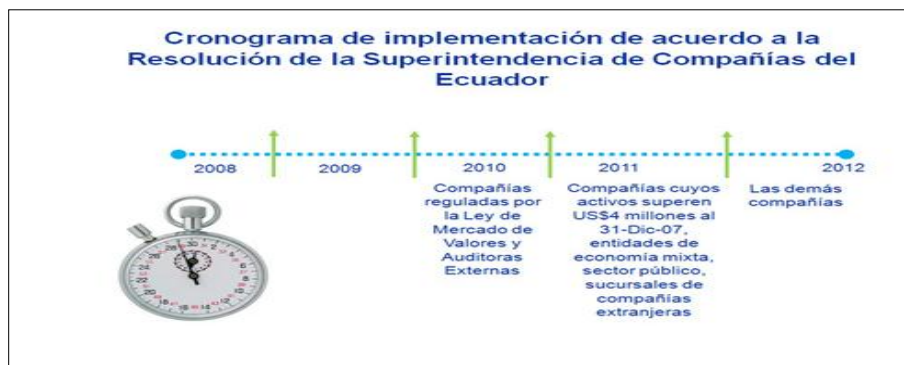 Cronograma de implementación de acuerdo a la
Resolución de la Superintendencia de Compañías del
Ecuador
2008
2009
2010
2011
2012
Compañías
reguladas por
la Ley de
Mercado de
Valores y
Auditoras
Externas
Compañías cuyos
activos superen
US$4 millones al
31-Dic-07,
entidades de
economía mixta,
sector público,
sucursales de
compañías
extranjeras
Las demás
compañías